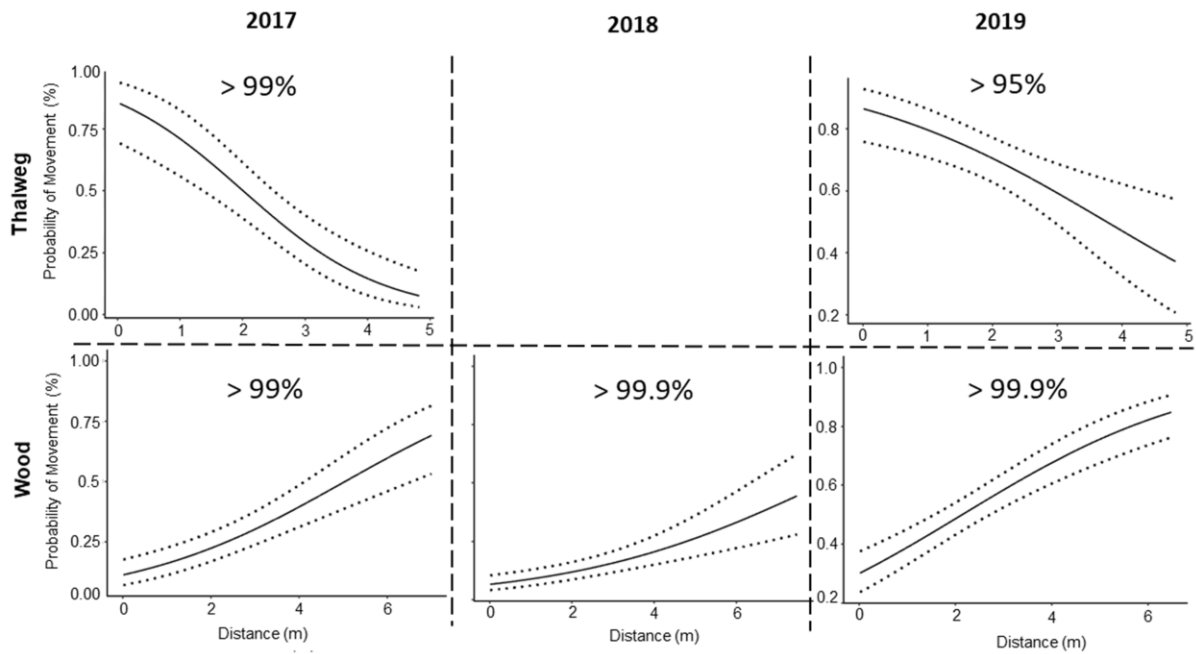 2017
2018
2019
Thalweg
Probability of Movement (%)
1.00
0.75
0.5
0.25
0.00
> 99%
0 1 2 3 4 5
> 95%
0.8
0.6
0.4
0.2
0 1 2 3 4 5
Wood
Probability of Movement (%)
1.00
0.75
0.5
0.25
0.00
> 99%
0 2 4 6
Distance (m)
> 99.9%
0 2 4 6
Distance (m)
> 99.9%
1.0
0.8
0.6
0.4
0.2
0 2 4 6
Distance (m)